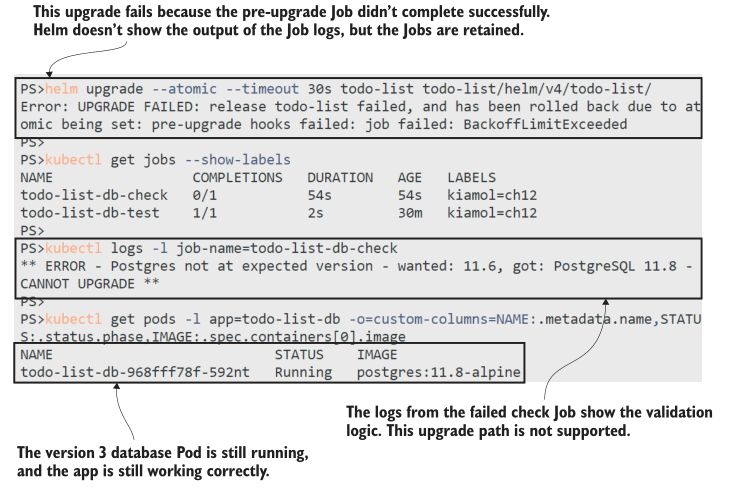 This upgrade fails because the pre-upgrade Job didn't complete successfully.
Helm doesn't show the output of the Job logs, but the Jobs are retained.
PS>helm upgrade --atomic --timeout 30s todo-list todo-list/helm/v4/todo-list/
Error: UPGRADE FAILED: release todo-list failed, and has been rolled back due to at
omic being set: pre-upgrade hooks failed: job failed: BackoffLimitExceeded
PS>
PS>kubectl get jobs --show-labels
NAME COMPLETIONS DURATION AGE LABELS
todo-list-db-check 0/1 54s 54s kiamol=ch12
todo-list-db-test 1/1 2s 30m kiamol=ch12
PS>
PS>kubectl logs -l job-name=todo-list-db-check
** ERROR - Postgres not at expected version - wanted: 11.6, got: PostgreSQL 11.8 -
CANNOT UPGRADE **
PS>
PS>kubectl get pods -l app=todo-list-db -o=custom-columns=NAME:.metadata.name,STATU
S:.status.phase,IMAGE:.spec.containers[0].image
NAME STATUS IMAGE
todo-list-db-968fff78f-592nt Running postgres:11.8-alpine
The logs from the failed check Job show the validation
logic. This upgrade path is not supported.
The version 3 database Pod is still running,
and the app is still working correctly.